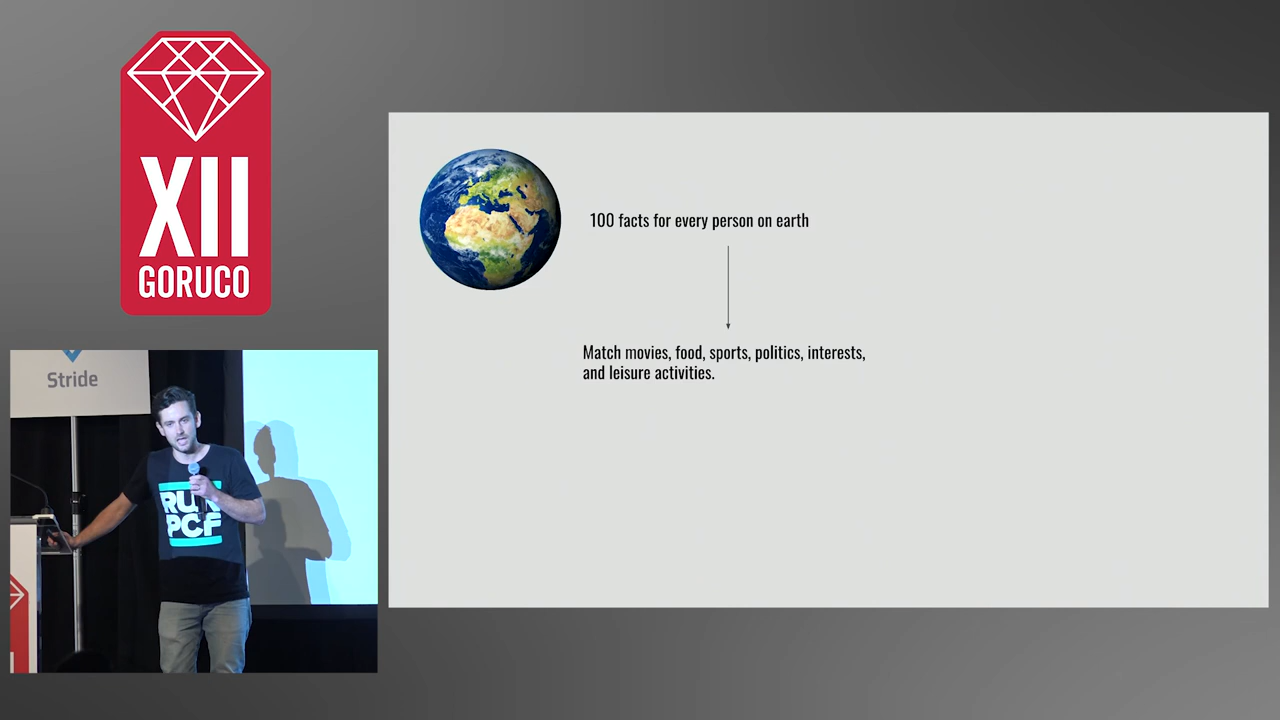 XII
GORUCO
Stride
RUN
PCF
100 facts for every person on earth
Match movies, food, sports, politics, interests,
and leisure activities.